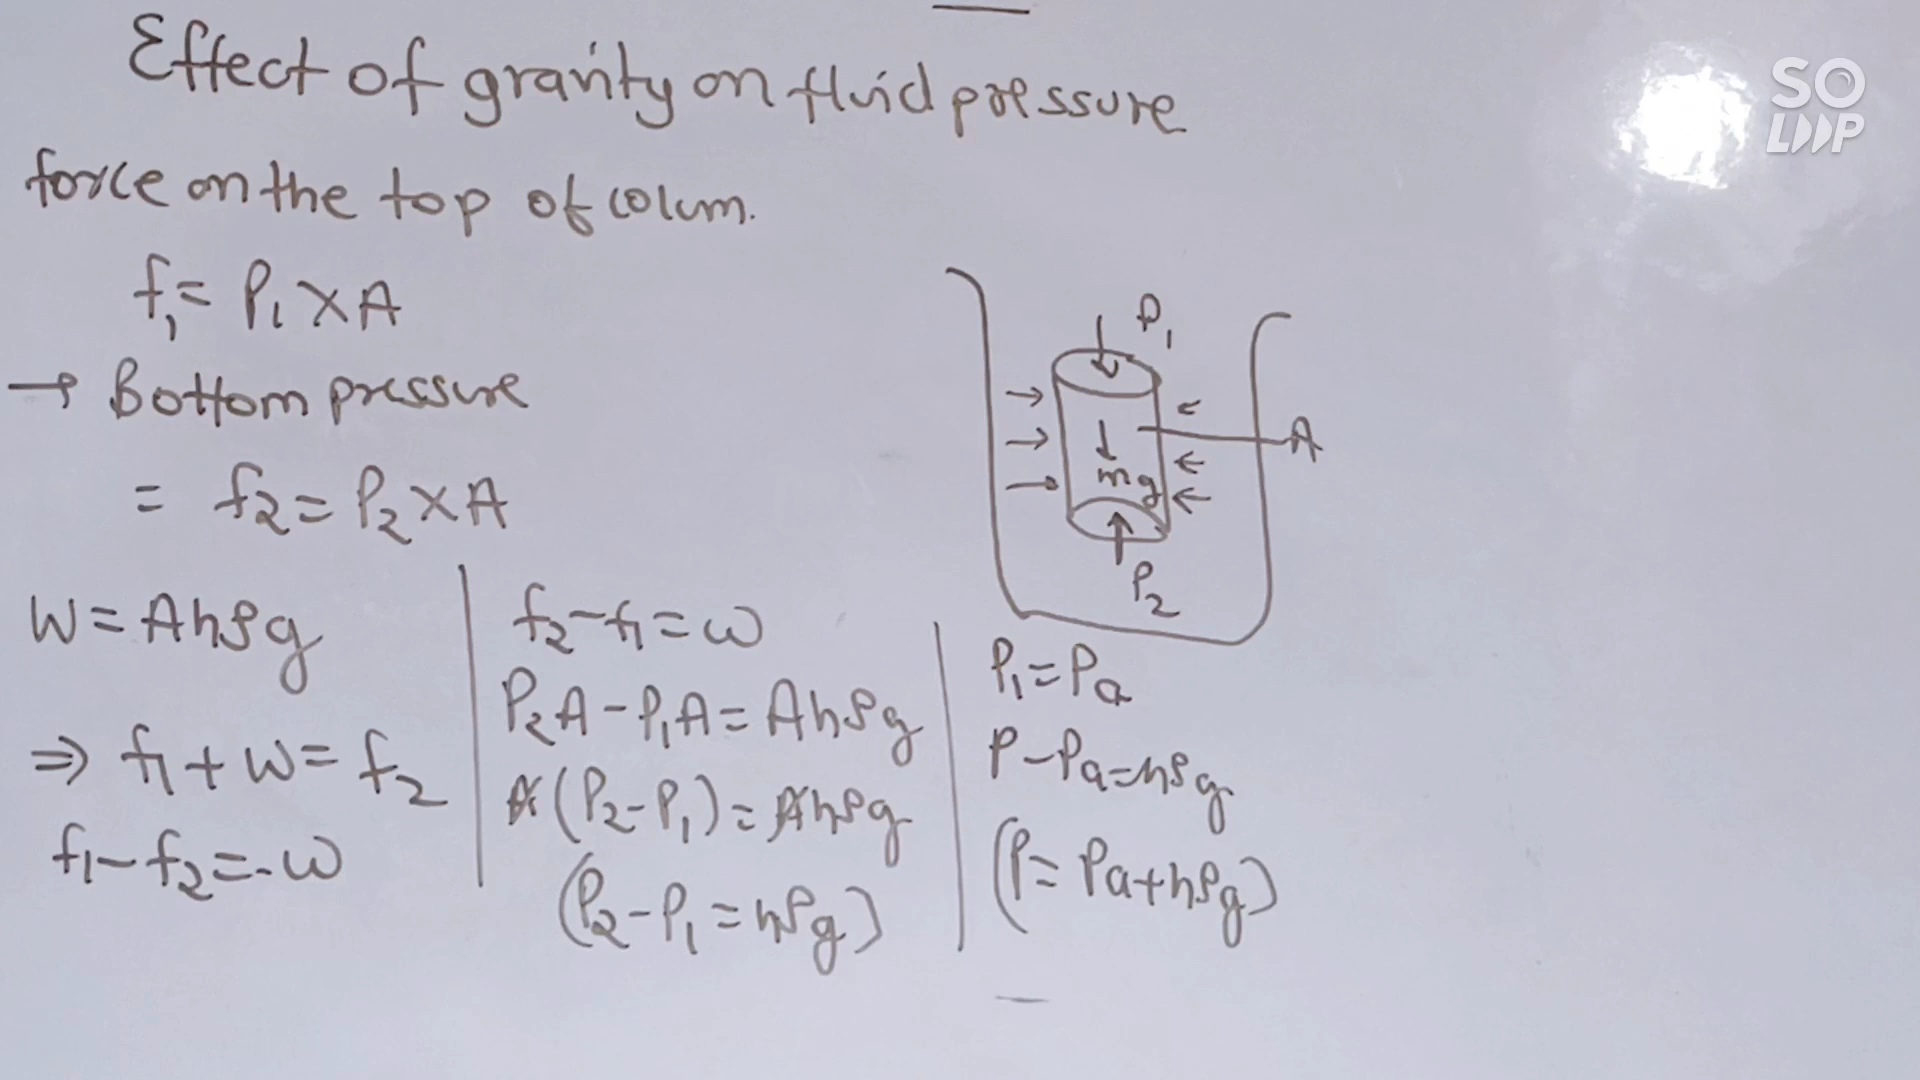 Effect of gravity on fluid pressure
force on the top of colum.
f₁ = P₁ × A
→ Bottom pressure
= f₂ = P₂ × A
W = Ahρg
⇒ f₁ + W = f₂
f₁ - f₂ = -W
f₂ - f₁ = W
P₂A - P₁A = Ahρg
A(P₂ - P₁) = Ahρg
(P₂ - P₁ = hρg)
P₁
A
mg
P₂
P₁ = Pa
P - Pa = hρg
(P = Pa + hρg)
SO
LOOP